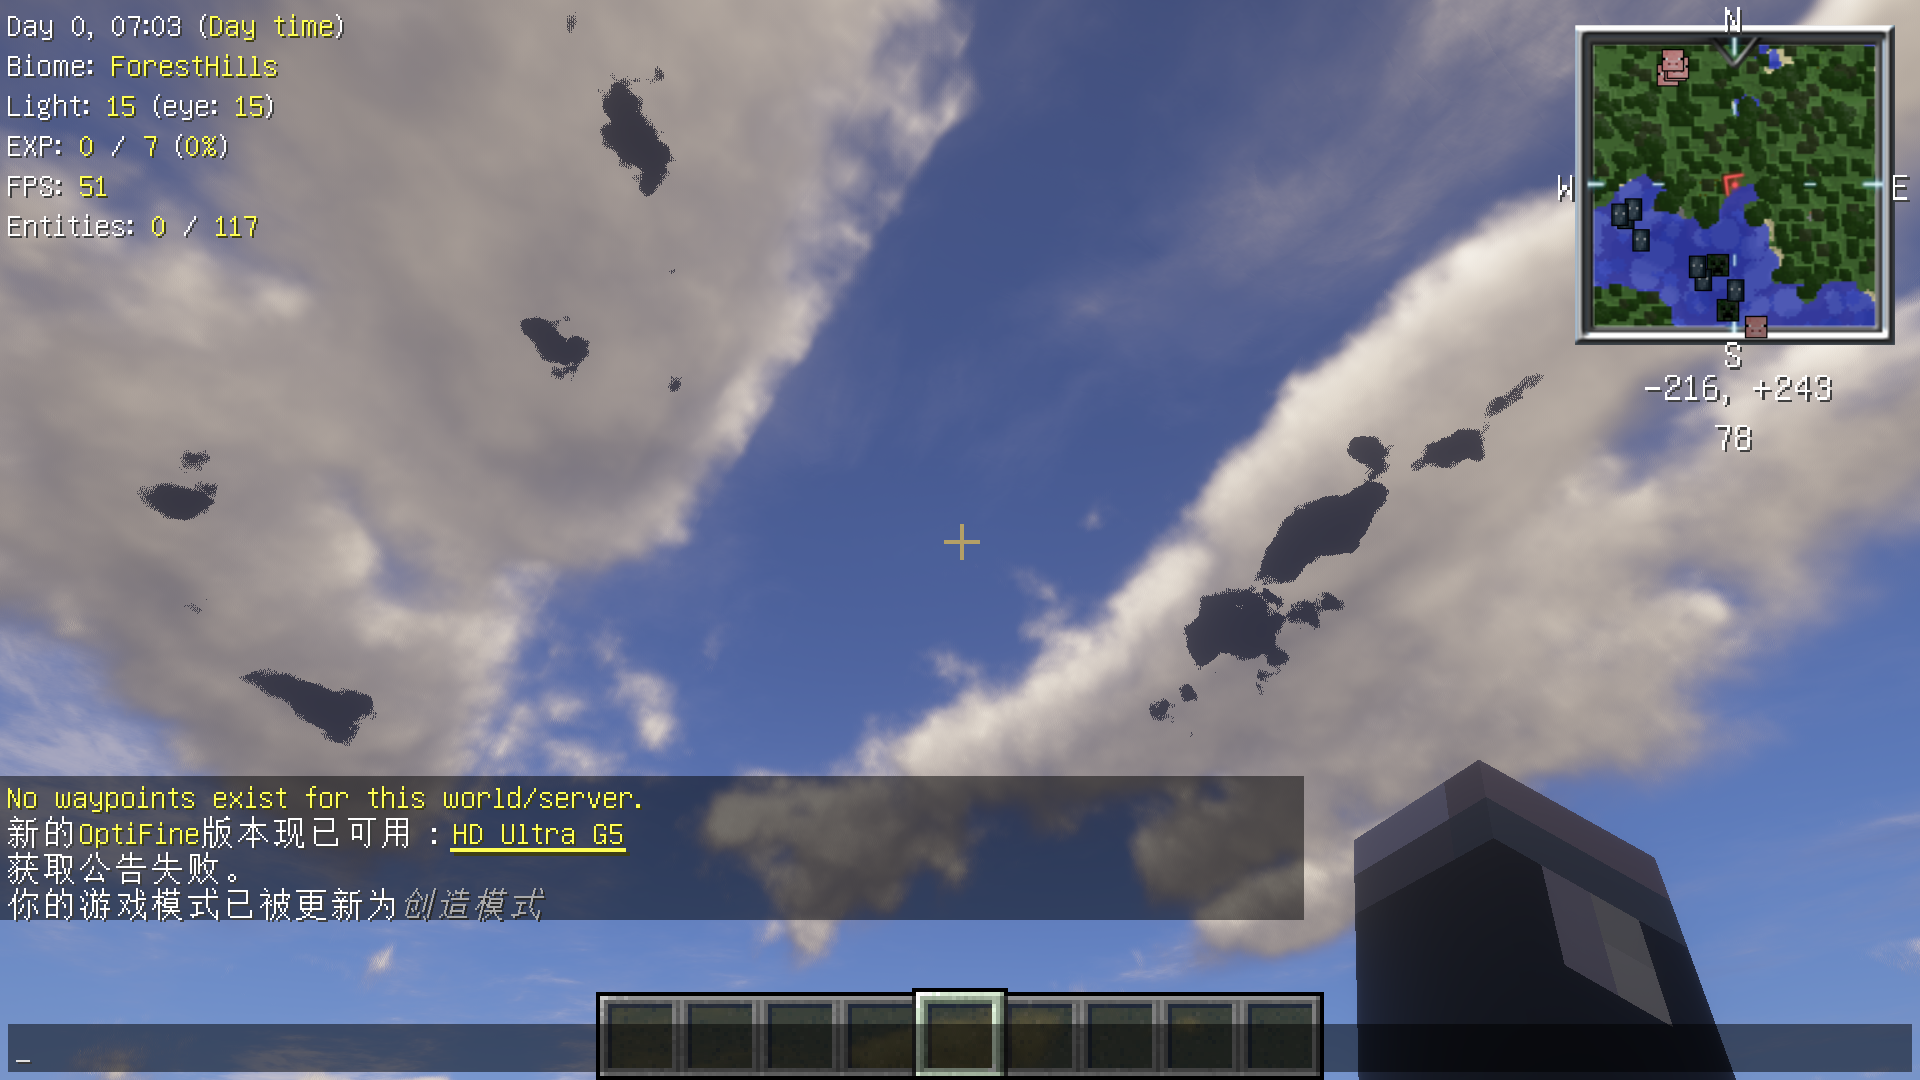 Day 0, 07:03 (Day time)
Biome: ForestHills
Light: 15 (eye: 15)
EXP: 0 / 7 (0%)
FPS: 51
Entities: 0 / 117
N
W
E
S
-216, +243
78
No waypoints exist for this world/server.
新的OptiFine版本现已可用：HD Ultra G5
获取公告失败。
你的游戏模式已被更新为创造模式
_